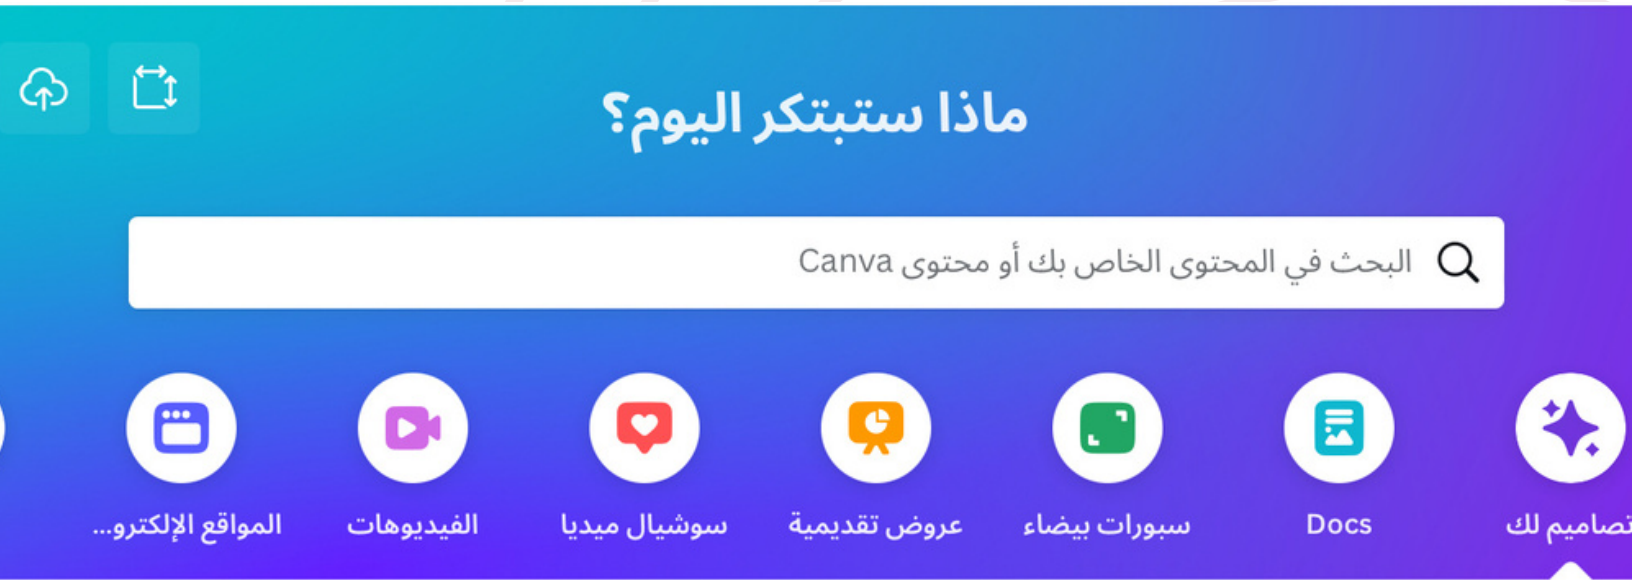 ماذا ستبتكر اليوم؟
البحث في المحتوى الخاص بك أو محتوى Canva
تصاميم لك
Docs
سبورات بيضاء
عروض تقديمية
سوشيال ميديا
الفيديوهات
المواقع الإلكترو...